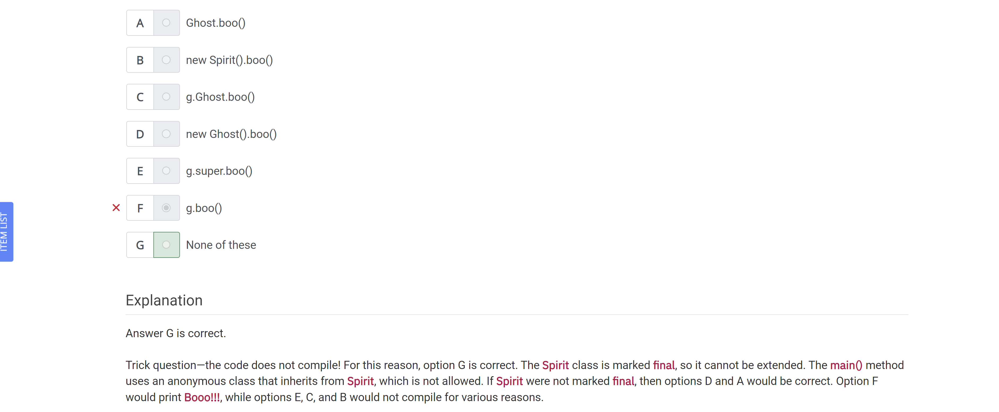 A Ghost.boo()
B new Spirit().boo()
C g.Ghost.boo()
D new Ghost().boo()
E g.super.boo()
F g.boo()
ITEM LIST
G None of these
Explanation
Answer G is correct.
Trick question—the code does not compile! For this reason, option G is correct. The Spirit class is marked final, so it cannot be extended. The main() method
uses an anonymous class that inherits from Spirit, which is not allowed. If Spirit were not marked final, then options D and A would be correct. Option F
would print Booo!!!, while options E, C, and B would not compile for various reasons.